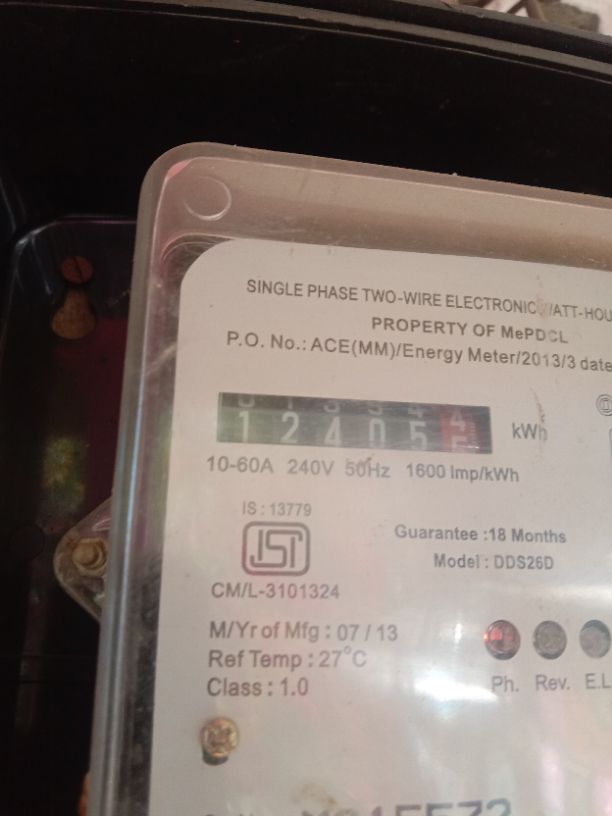 SINGLE PHASE TWO-WIRE ELECTRONIC
PROPERTY OF MePDCL
P.O. No.: ACE(MM)/Energy Meter/2013/3 date
12405 kWh
10-60A 240V 50Hz 1600 Imp/kWh
IS : 13779
Guarantee :18 Months
Model : DDS26D
CM/L-3101324
M/Yr of Mfg : 07 / 13
Ref Temp : 27°C
Class : 1.0
Ph. Rev. E.L